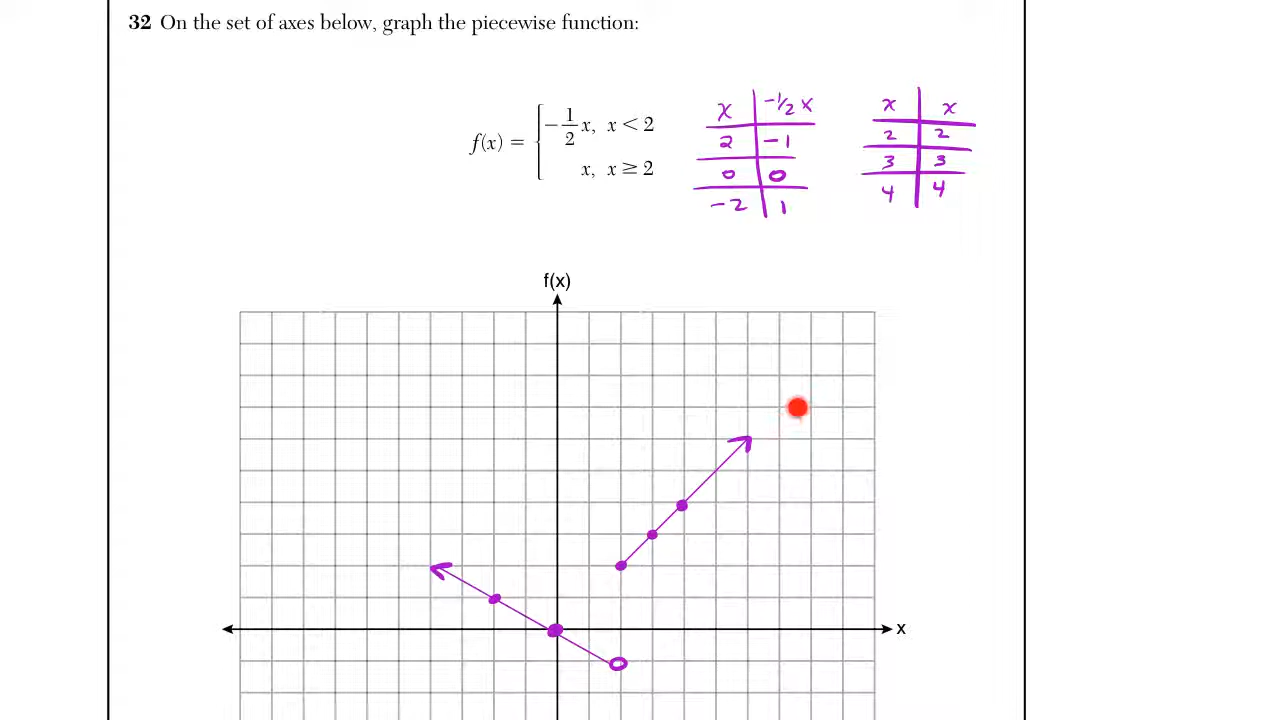 32 On the set of axes below, graph the piecewise function:
f(x) = { -1/2 x, x < 2
x, x ≥ 2
x | -1/2 x
2 | -1
0 | 0
-2 | 1
x | x
2 | 2
3 | 3
4 | 4
f(x)
x